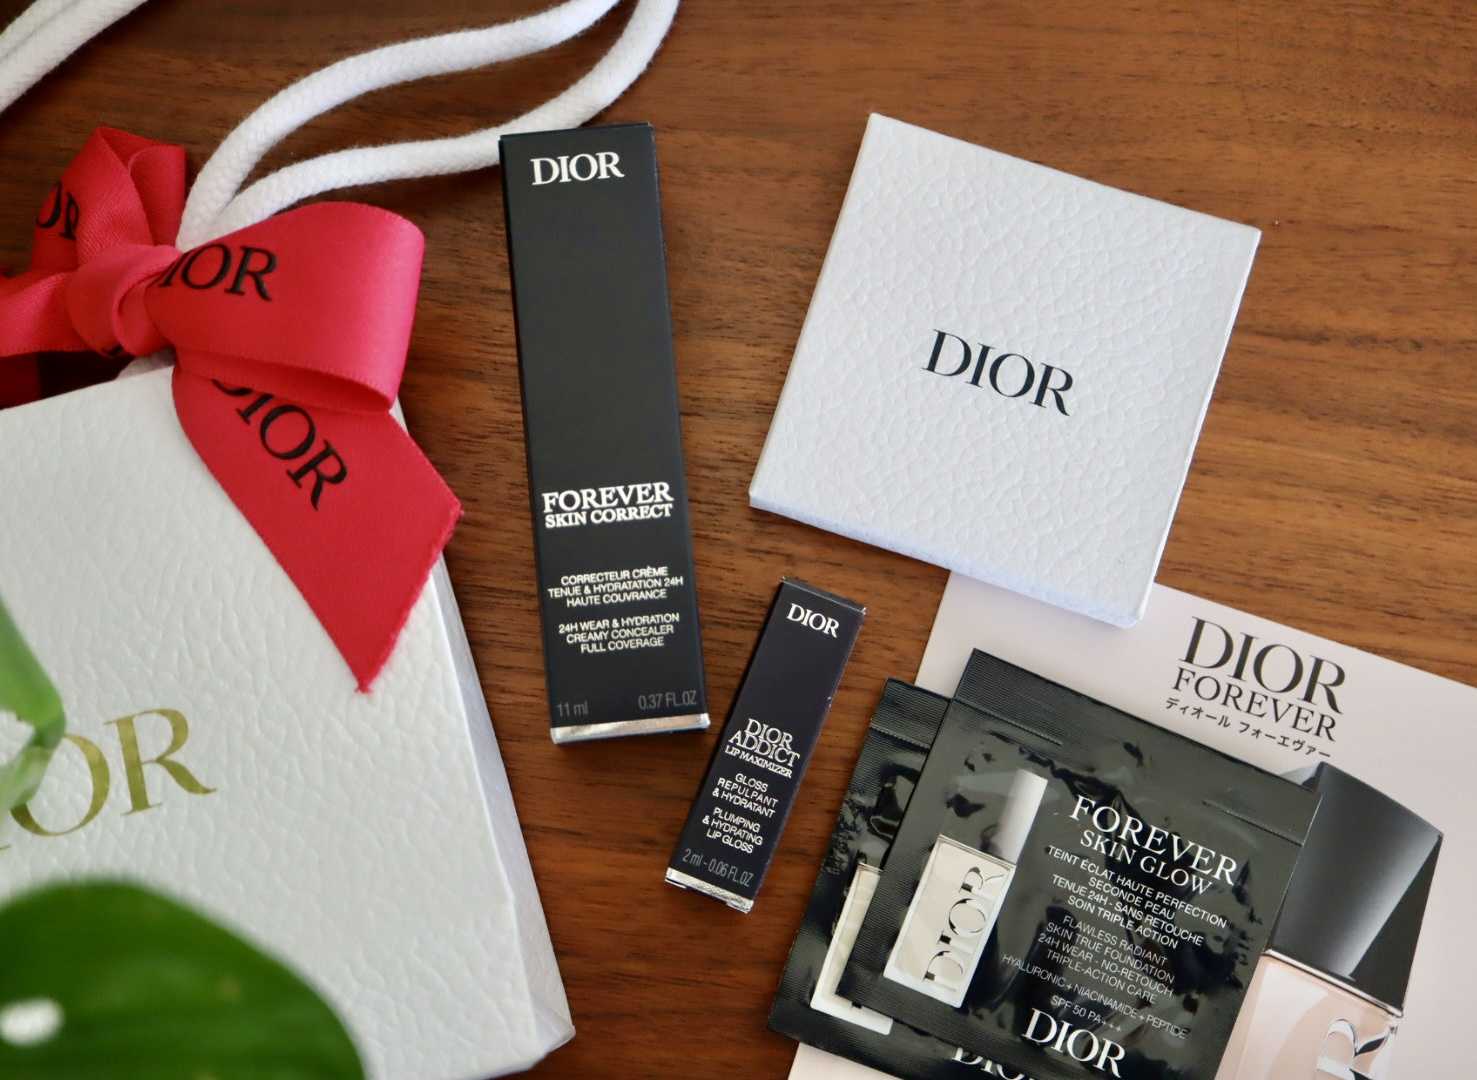 DIOR
DIOR
DIOR
DIOR
DIOR
FOREVER
SKIN CORRECT
CORRECTEUR CRÈME
TENUE & HYDRATATION 24H
HAUTE COUVRANCE
24H WEAR & HYDRATION
CREAMY CONCEALER
FULL COVERAGE
11 ml 0.37 FL.OZ
DIOR
DIOR
DIOR
ADDICT
LIP MAXIMIZER
GLOSS
REPULPANT
& HYDRATANT
PLUMPING
& HYDRATING
LIP GLOSS
2 ml - 0.06 FL.OZ
DIOR
FOREVER
ディオール フォーエヴァー
FOREVER
SKIN GLOW
TEINT ÉCLAT HAUTE PERFECTION
SECONDE PEAU
TENUE 24H - SANS RETOUCHE
SOIN TRIPLE ACTION
FLAWLESS RADIANT
SKIN TRUE FOUNDATION
24H WEAR - NO-RETOUCH
TRIPLE-ACTION CARE
HYALURONIC + NIACINAMIDE + PEPTIDE
SPF 50 PA+++
DIOR
DIOR